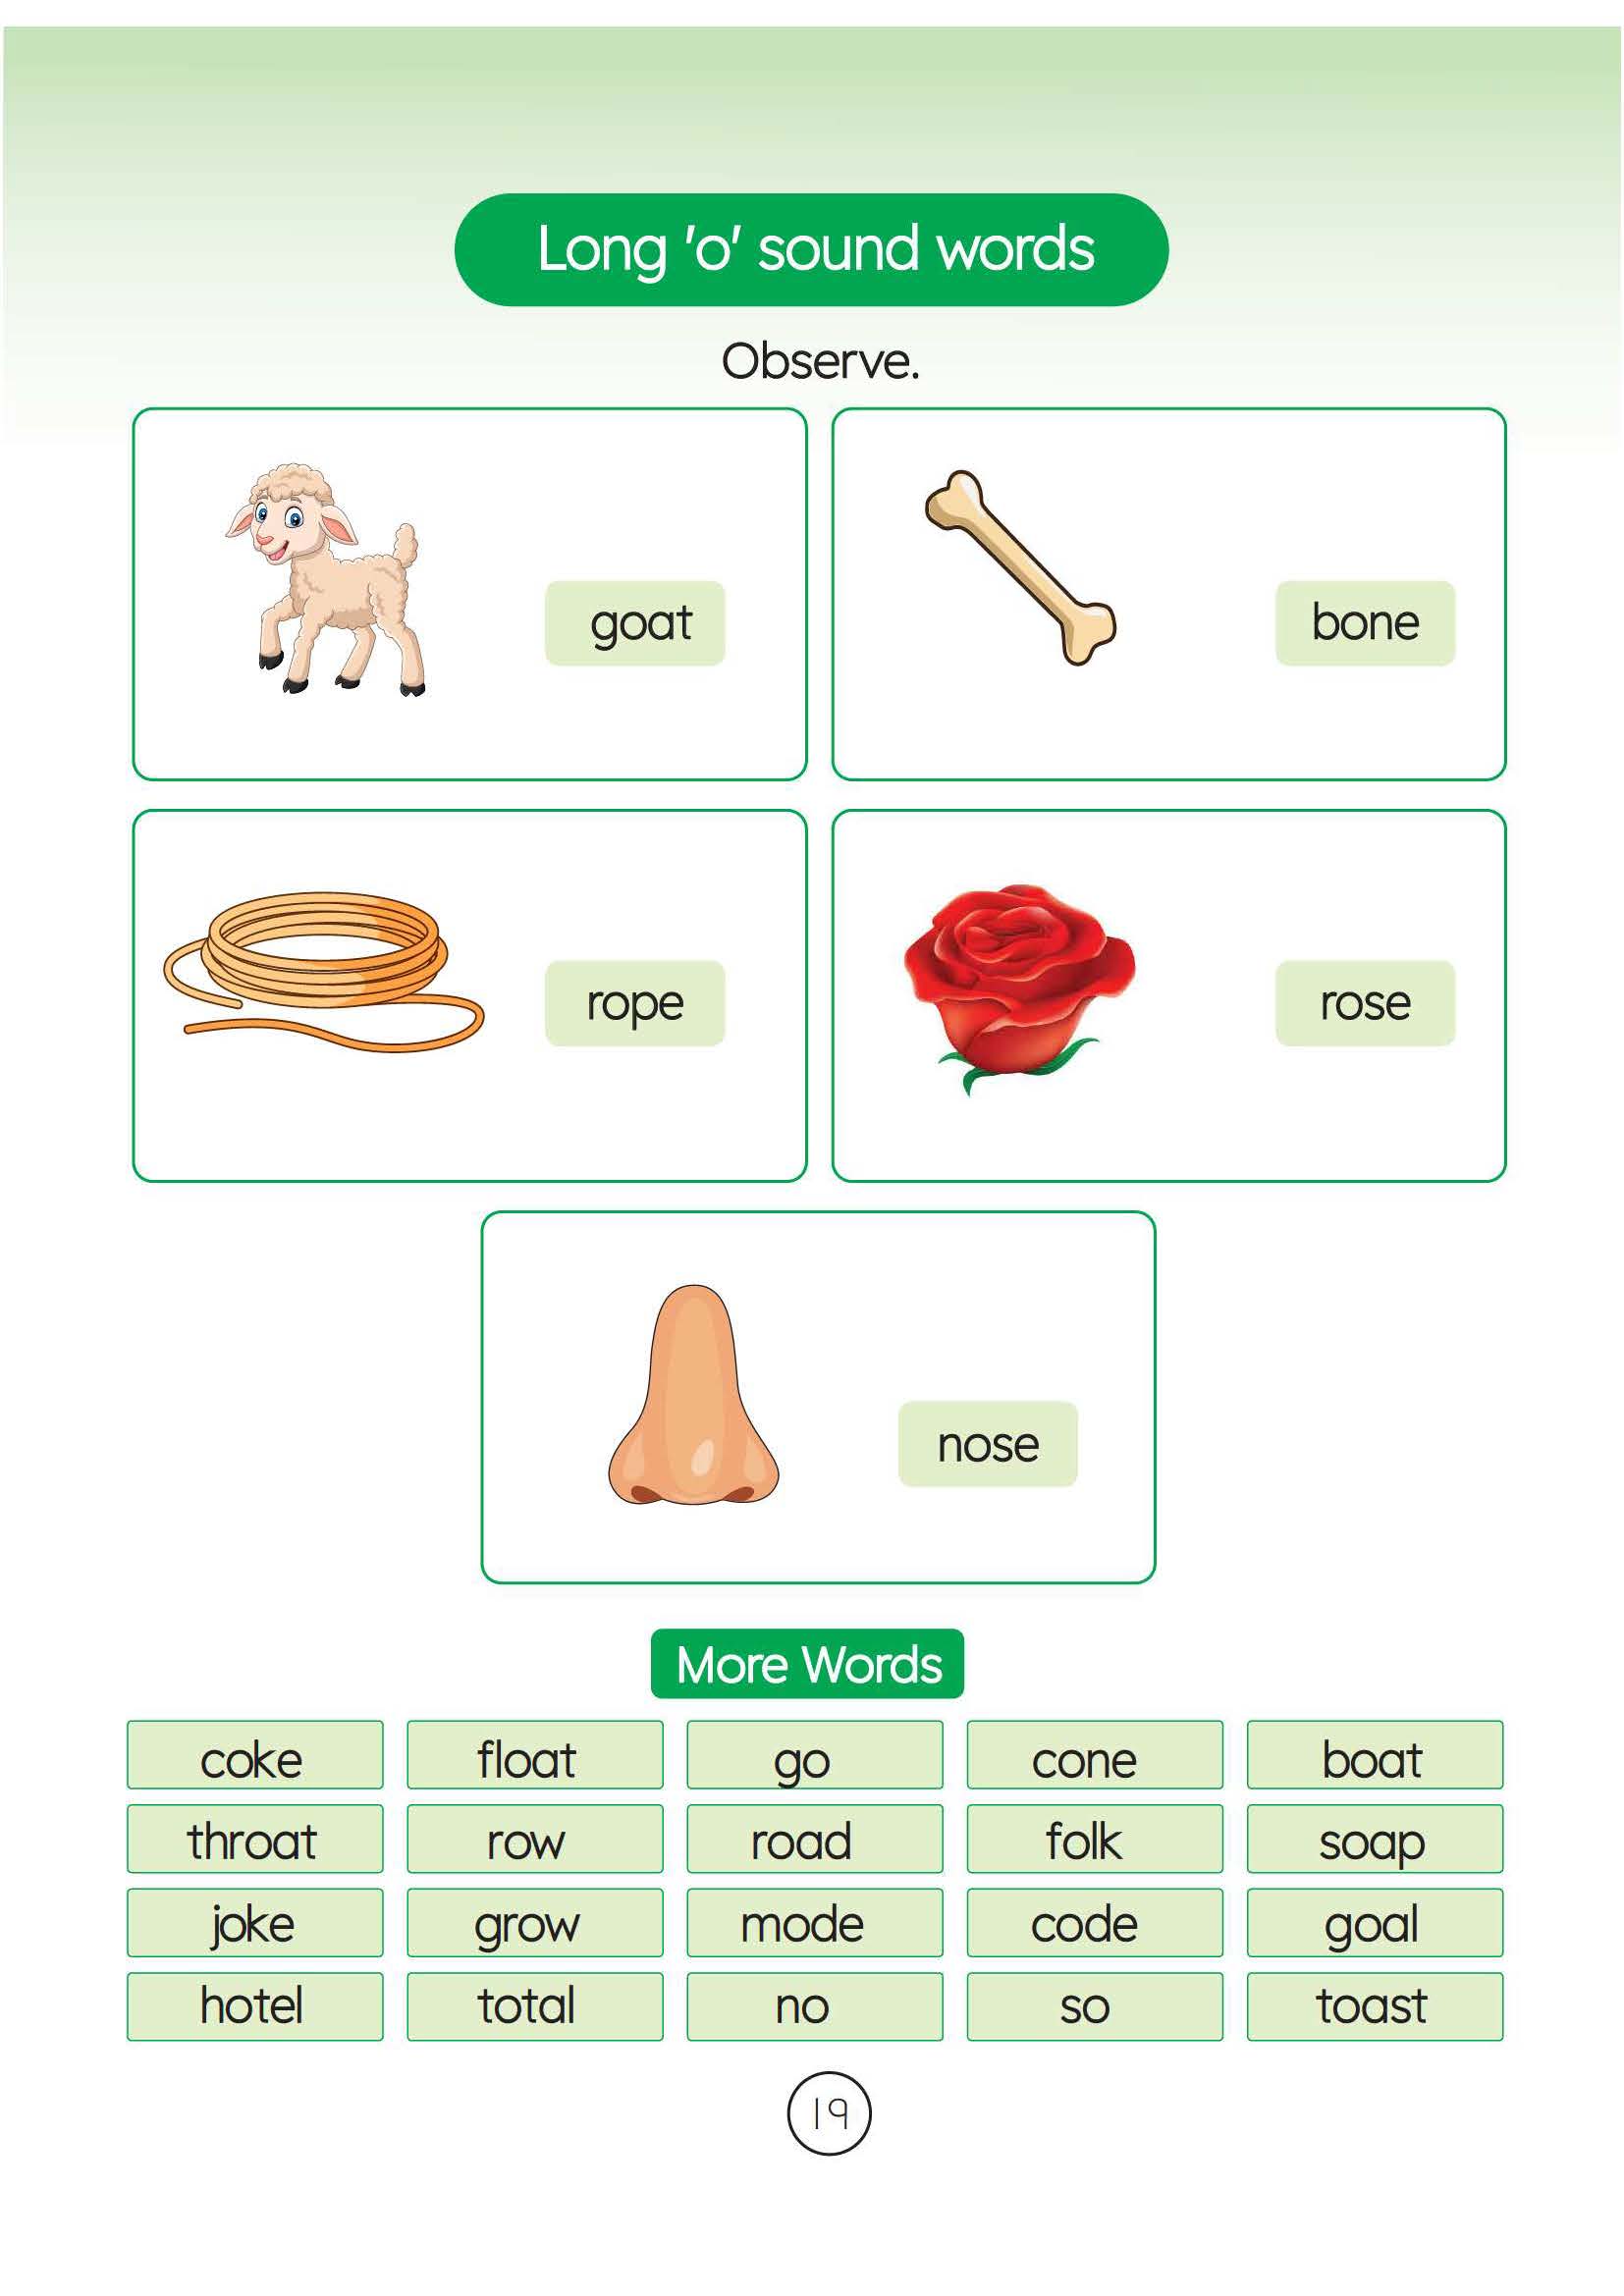 Long 'o' sound words
Observe.
goat
bone
rope
rose
nose
More Words
coke float go cone boat
throat row road folk soap
joke grow mode code goal
hotel total no so toast
19